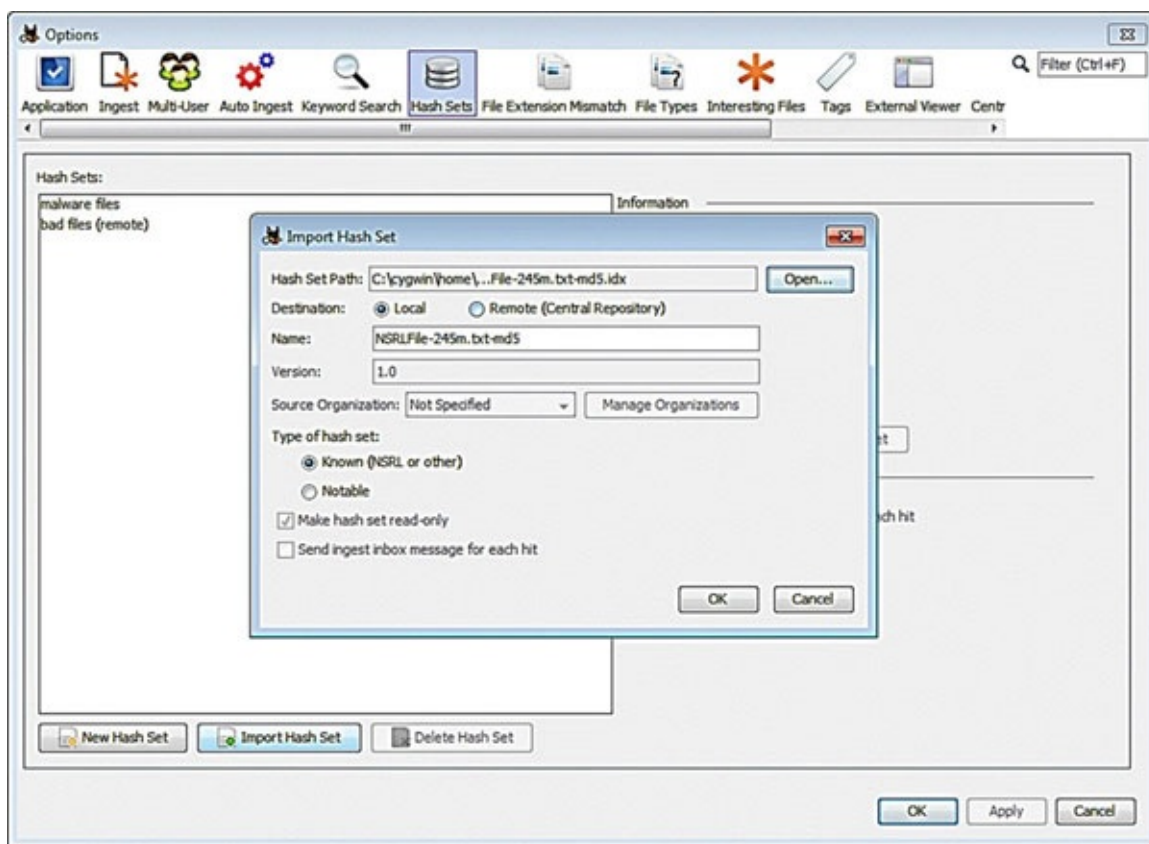 Options
Filter (Ctrl+F)
Application Ingest Multi-User Auto Ingest Keyword Search Hash Sets File Extension Mismatch File Types Interesting Files Tags External Viewer Centr
Hash Sets:
malware files
bad files (remote)
Information
Import Hash Set
Hash Set Path: C:\cygwin\home\,...File-245m.txt-md5.idx Open...
Destination: Local Remote (Central Repository)
Name: NSRLFile-245m.txt-md5
Version: 1.0
Source Organization: Not Specified Manage Organizations
Type of hash set:
Known (NSRL or other)
Notable
Make hash set read-only
Send ingest inbox message for each hit
OK Cancel
et
ch hit
New Hash Set Import Hash Set Delete Hash Set
OK Apply Cancel